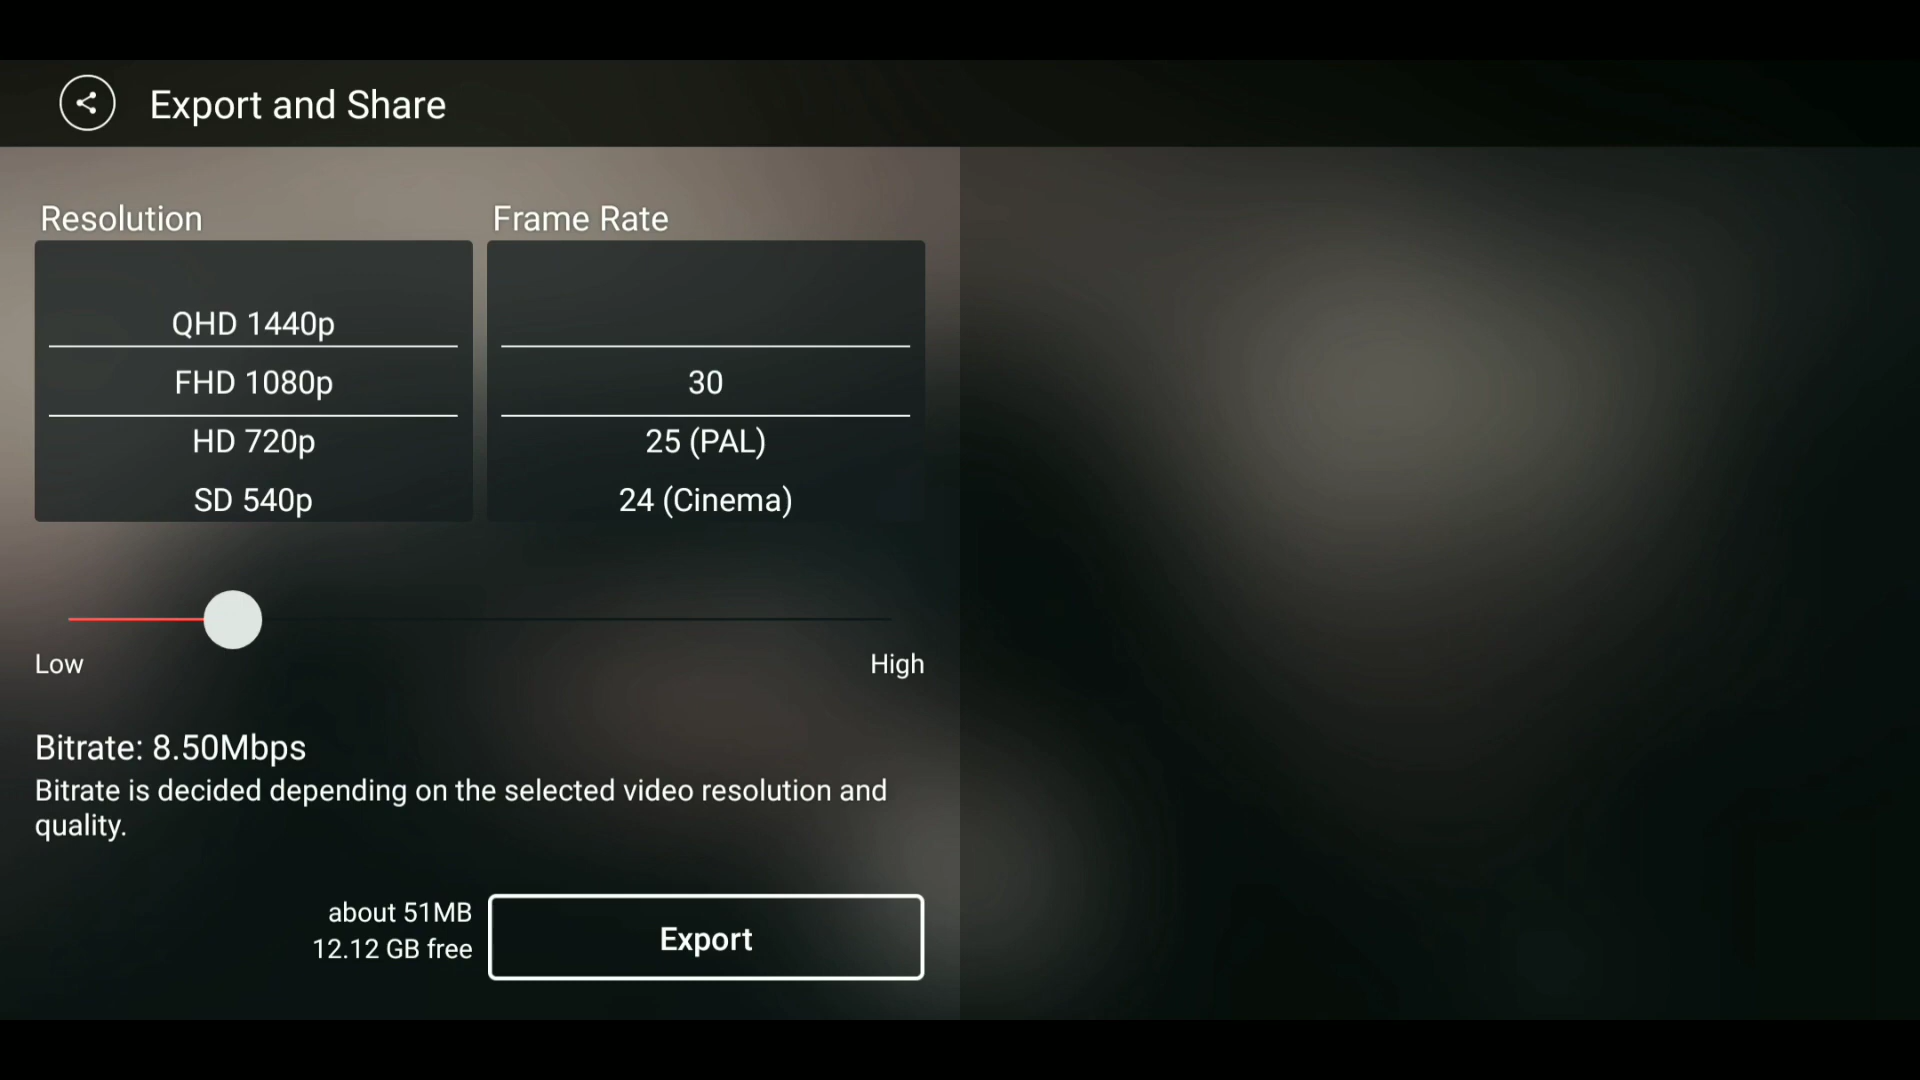 Export and Share
Resolution
Frame Rate
QHD 1440p
FHD 1080p
HD 720p
SD 540p
30
25 (PAL)
24 (Cinema)
Low
High
Bitrate: 8.50Mbps
Bitrate is decided depending on the selected video resolution and
quality.
about 51MB
12.12 GB free
Export